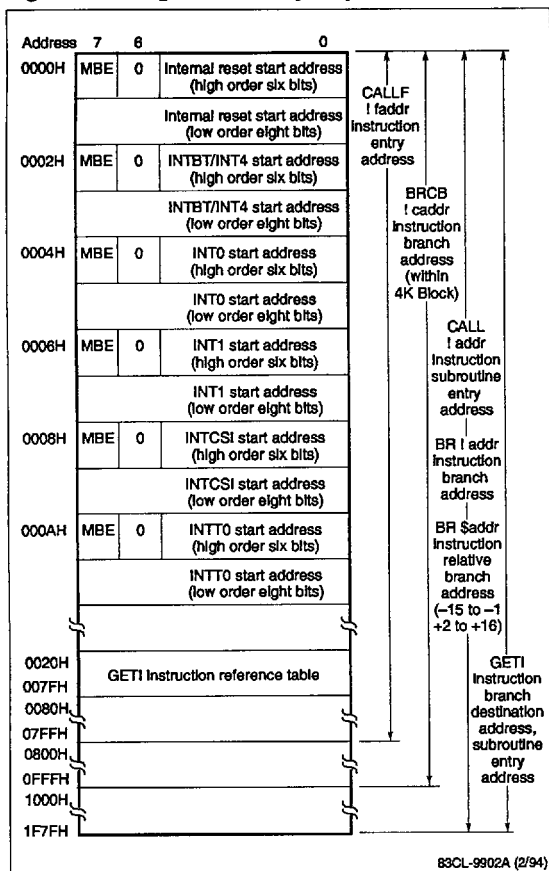 Address 7 6 0
0000H MBE 0 Internal reset start address
(high order six bits)
Internal reset start address
(low order eight bits)
0002H MBE 0 INTBT/INT4 start address
(high order six bits)
INTBT/INT4 start address
(low order eight bits)
0004H MBE 0 INT0 start address
(high order six bits)
INT0 start address
(low order eight bits)
0006H MBE 0 INT1 start address
(high order six bits)
INT1 start address
(low order eight bits)
0008H MBE 0 INTCSI start address
(high order six bits)
INTCSI start address
(low order eight bits)
000AH MBE 0 INTT0 start address
(high order six bits)
INTT0 start address
(low order eight bits)
0020H
GETI Instruction reference table
007FH
0080H
07FFH
0800H
0FFFH
1000H
1F7FH
CALLF
! faddr
instruction
entry
address
BRCB
! caddr
instruction
branch
address
(within
4K Block)
CALL
! addr
instruction
subroutine
entry
address
BR ! addr
instruction
branch
address
BR $addr
instruction
relative
branch
address
(–15 to –1
+2 to +16)
GETI
instruction
branch
destination
address,
subroutine
entry
address
83CL-9902A (2/94)